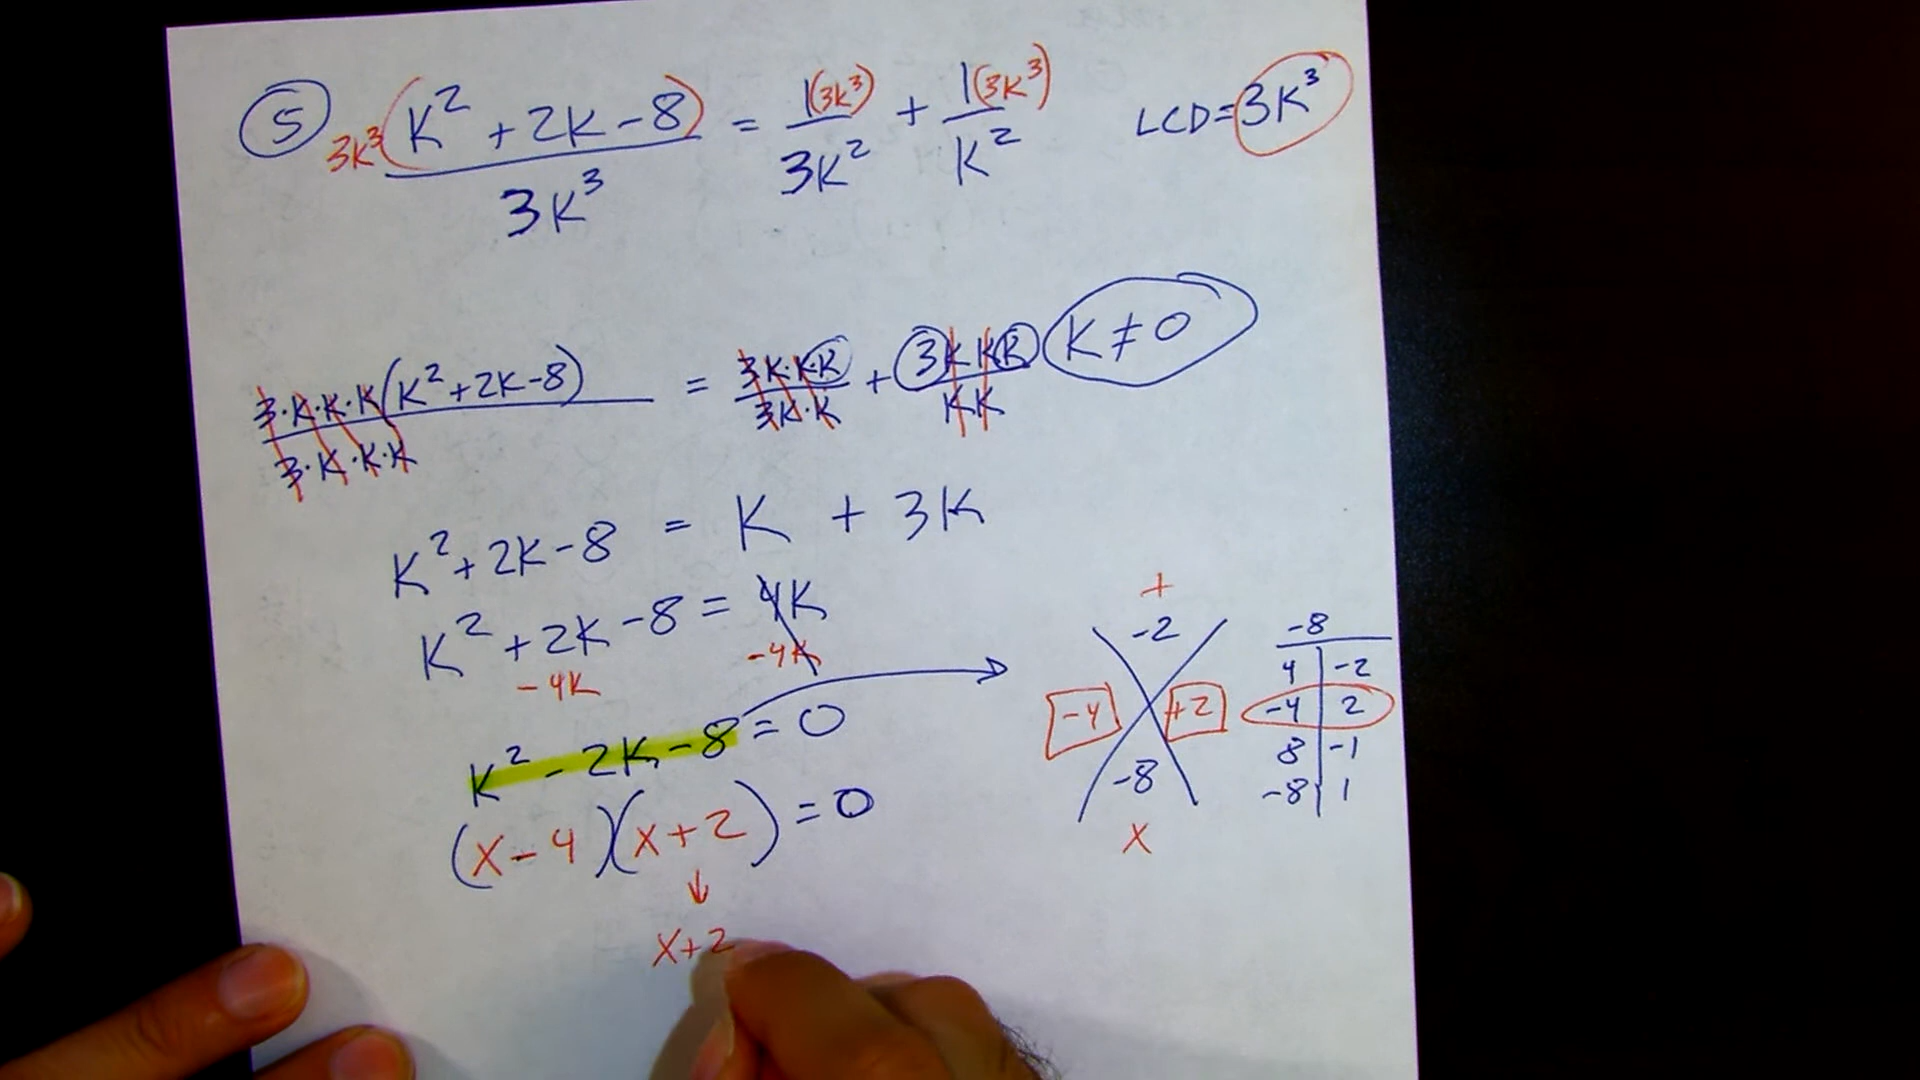 5 3K³(K² + 2K - 8) / 3K³ = 1(3K³) / 3K² + 1(3K³) / K² LCD = 3K³
3·K·K·K(K² + 2K - 8) / 3·K·K·K = 3K·K·K / 3K·K + 3KKK / KK K ≠ 0
K² + 2K - 8 = K + 3K
K² + 2K - 8 = 4K
-4K -4K
K² - 2K - 8 = 0
(x - 4)(x + 2) = 0
↓
x + 2
+
-2
-4 +2
-8
x
-8
4 | -2
-4 | 2
8 | -1
-8 | 1